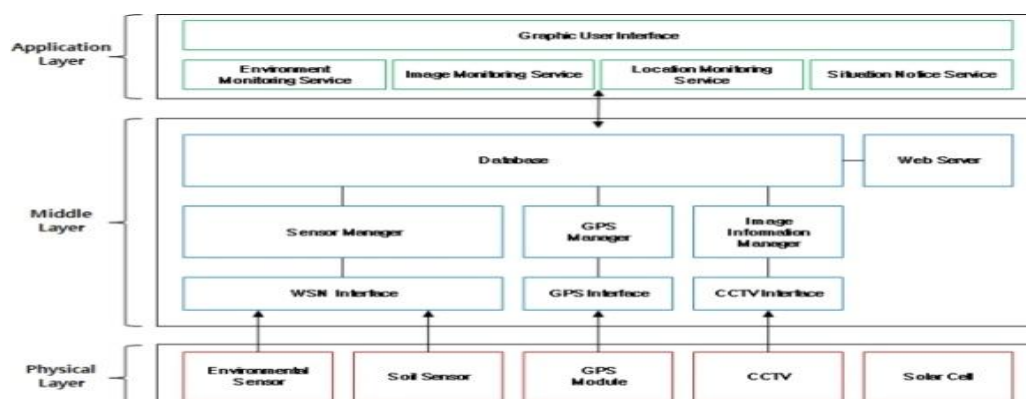 Application
Layer
Graphic User Interface
Environment
Monitoring Service
Image Monitoring Service
Location Monitoring
Service
Situation Notice Service
Middle
Layer
Database
Web Server
Sensor Manager
GPS
Manager
Image
Information
Manager
WSN Interface
GPS Interface
CCTV Interface
Physical
Layer
Environmental
Sensor
Soil Sensor
GPS
Module
CCTV
Solar Cell